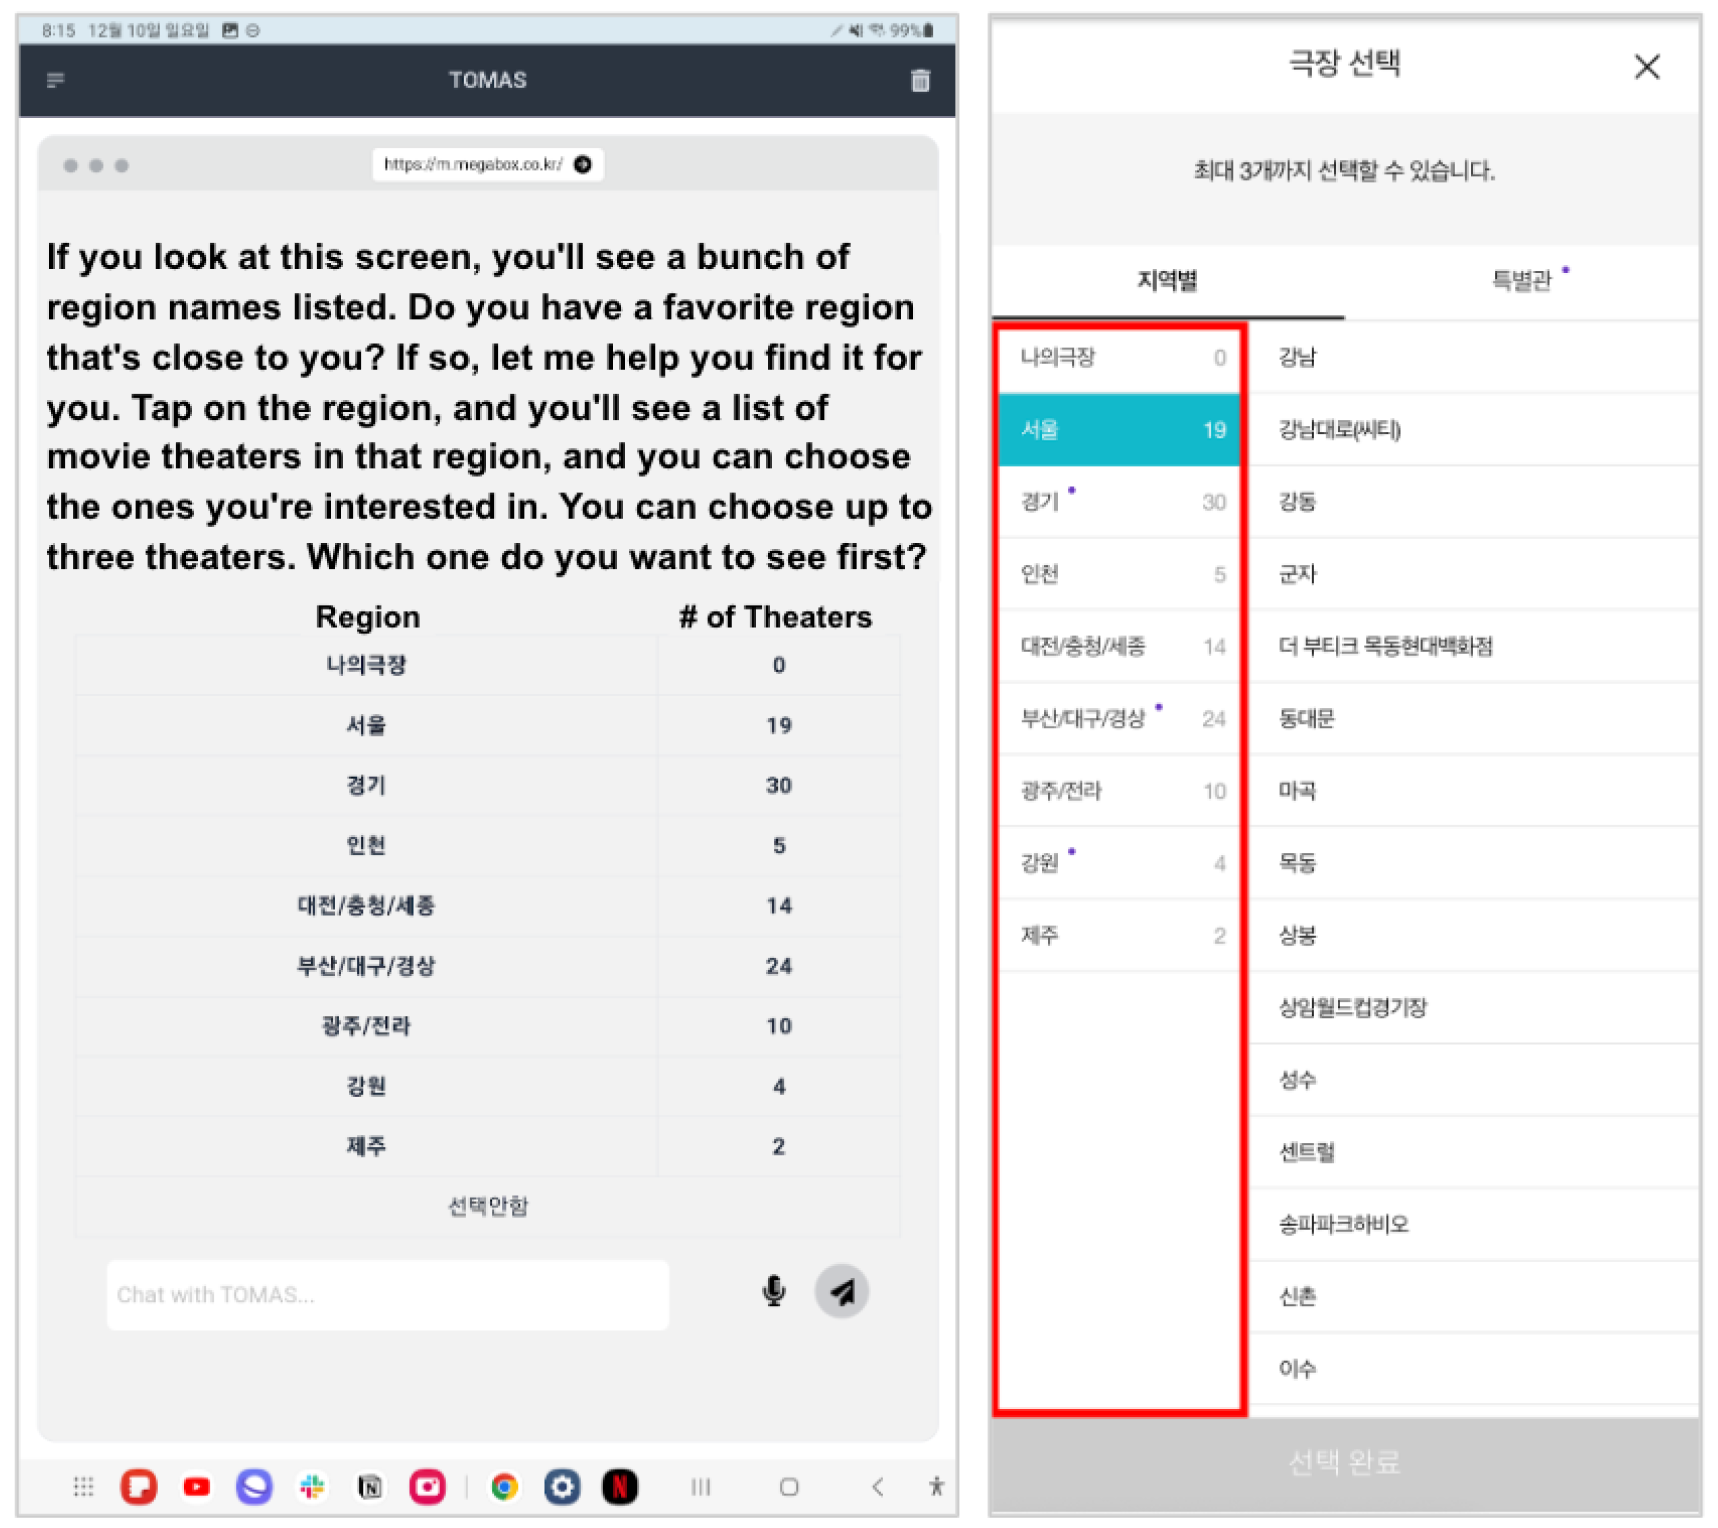 8:15 12월 10일 일요일
99%
TOMAS
https://m.megabox.co.kr/
If you look at this screen, you'll see a bunch of
region names listed. Do you have a favorite region
that's close to you? If so, let me help you find it for
you. Tap on the region, and you'll see a list of
movie theaters in that region, and you can choose
the ones you're interested in. You can choose up to
three theaters. Which one do you want to see first?
Region # of Theaters
나의극장 0
서울 19
경기 30
인천 5
대전/충청/세종 14
부산/대구/경상 24
광주/전라 10
강원 4
제주 2
선택안함
Chat with TOMAS...
극장 선택
최대 3개까지 선택할 수 있습니다.
지역별 특별관
나의극장 0 강남
서울 19 강남대로(씨티)
경기 30 강동
인천 5 군자
대전/충청/세종 14 더 부티크 목동현대백화점
부산/대구/경상 24 동대문
광주/전라 10 마곡
강원 4 목동
제주 2 상봉
상암월드컵경기장
성수
센트럴
송파파크하비오
신촌
이수
선택 완료